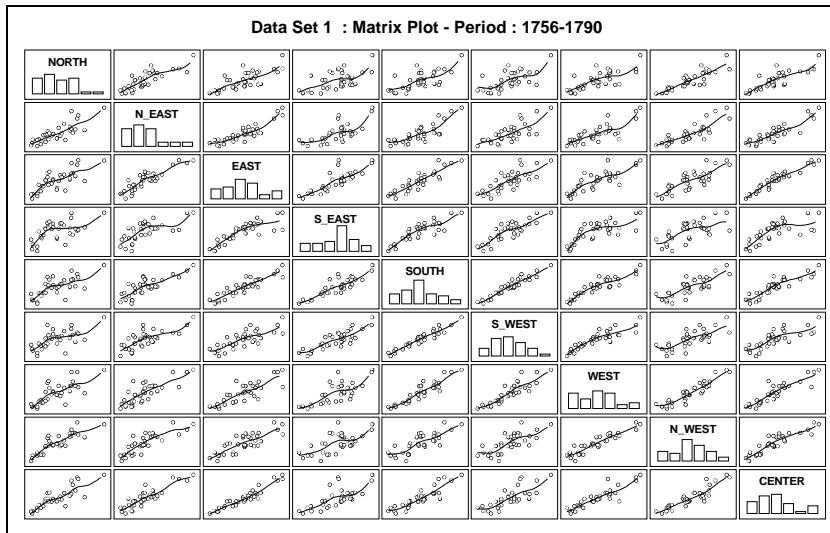 Data Set 1 : Matrix Plot - Period : 1756-1790
NORTH
N_EAST
EAST
S_EAST
SOUTH
S_WEST
WEST
N_WEST
CENTER